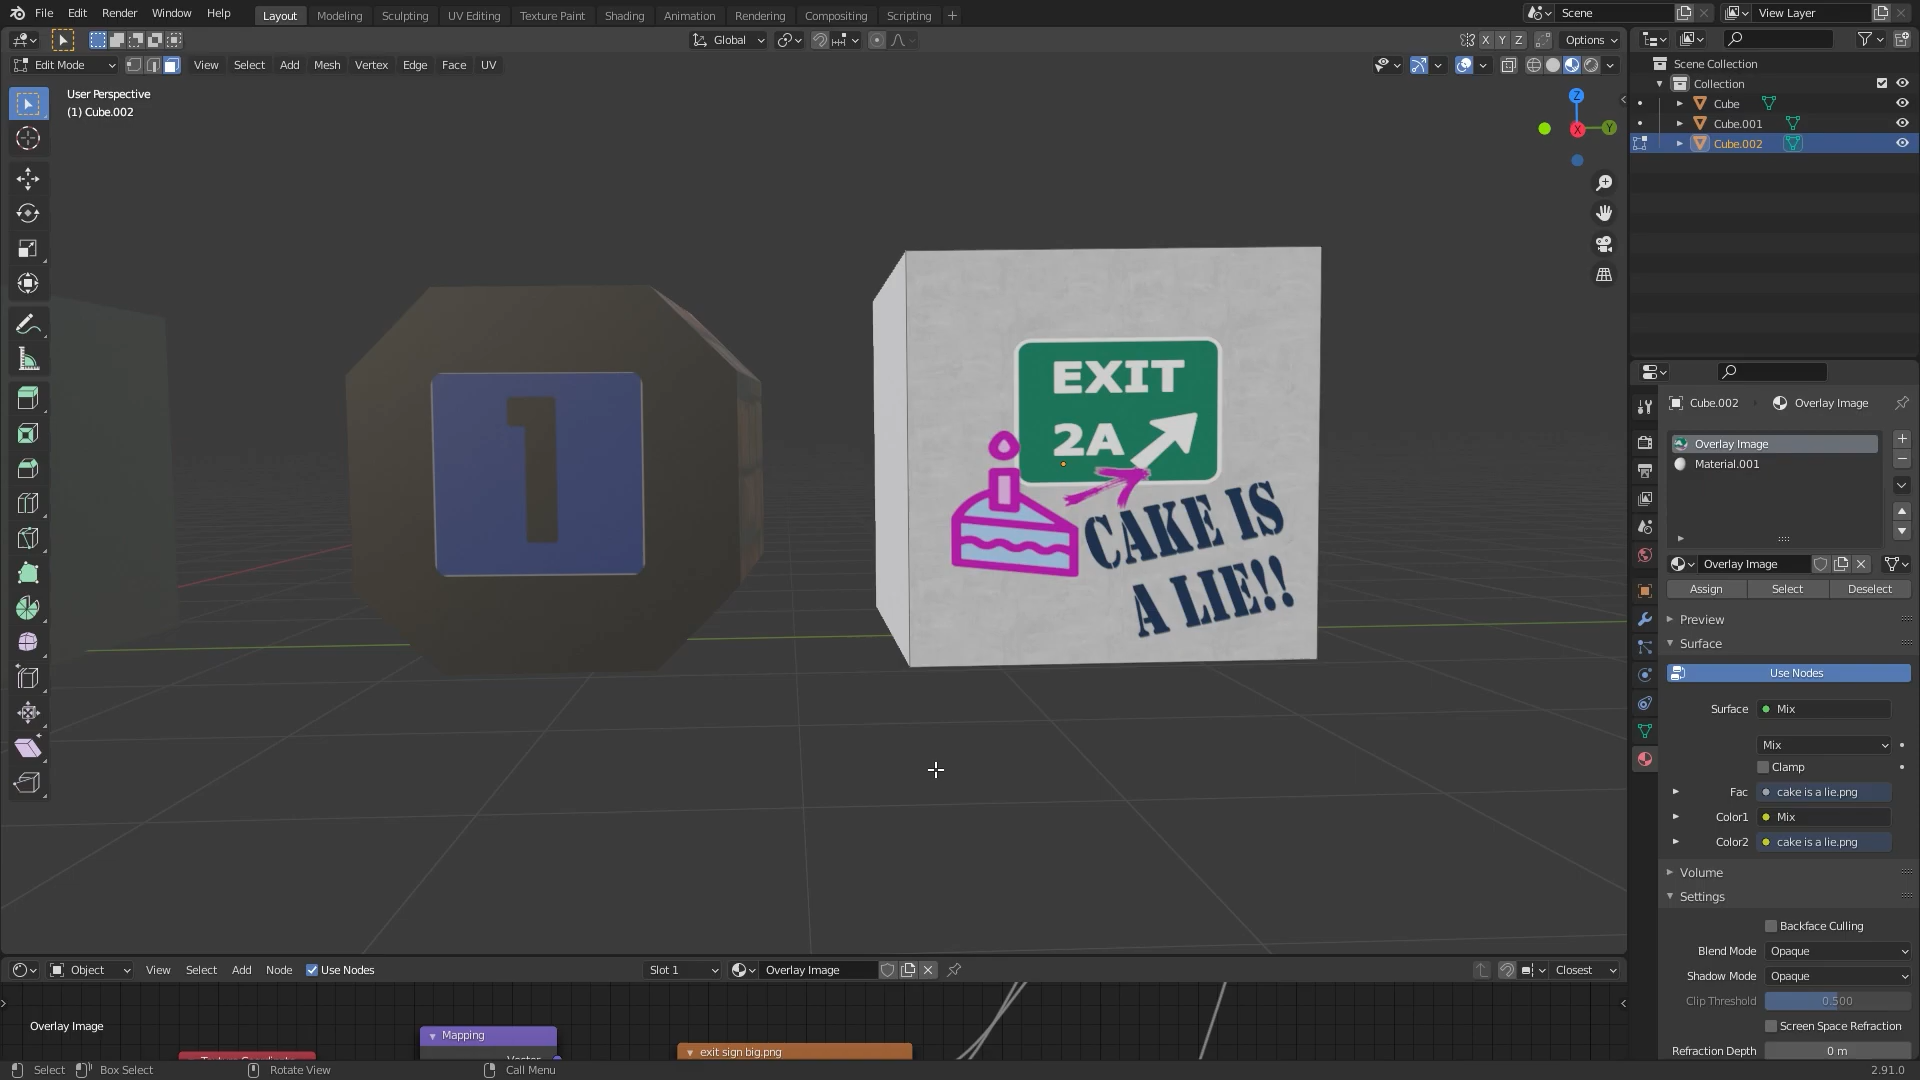 File Edit Render Window Help Layout Modeling Sculpting UV Editing Texture Paint Shading Animation Rendering Compositing Scripting + Scene View Layer
Global Options
X Y Z
Edit Mode View Select Add Mesh Vertex Edge Face UV
User Perspective
(1) Cube.002
Z
X Y
1
EXIT
2A
CAKE IS
A LIE!!
Scene Collection
Collection
Cube
Cube.001
Cube.002
Cube.002 Overlay Image
Overlay Image
Material.001
Overlay Image
Assign Select Deselect
Preview
Surface
Use Nodes
Surface Mix
Mix
Clamp
Fac cake is a lie.png
Color1 Mix
Color2 cake is a lie.png
Volume
Settings
Backface Culling
Blend Mode Opaque
Shadow Mode Opaque
Clip Threshold 0.500
Screen Space Refraction
Refraction Depth 0 m
Object View Select Add Node Use Nodes Slot 1 Overlay Image Closest
Overlay Image
Mapping
Vector
Texture Coordinate
exit sign big.png
Select Box Select Rotate View Call Menu 2.91.0